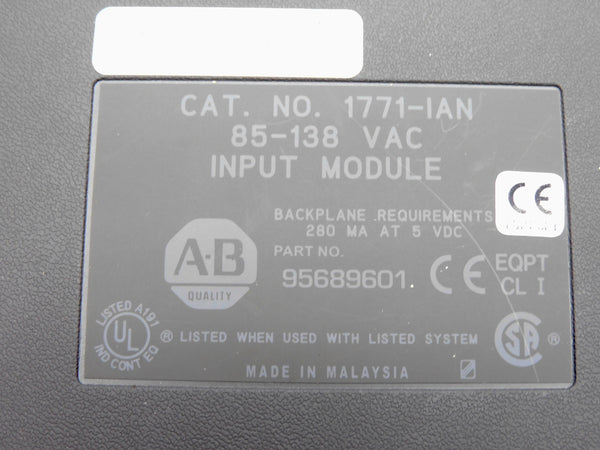 CAT. NO. 1771-IAN
85-138 VAC
INPUT MODULE
CE
BACKPLANE REQUIREMENTS
280 MA AT 5 VDC
A-B
QUALITY
PART NO.
95689601
CE EQPT
CL I
LISTED A191
UL
IND CONT EQ
® LISTED WHEN USED WITH LISTED SYSTEM
SA ®
MADE IN MALAYSIA